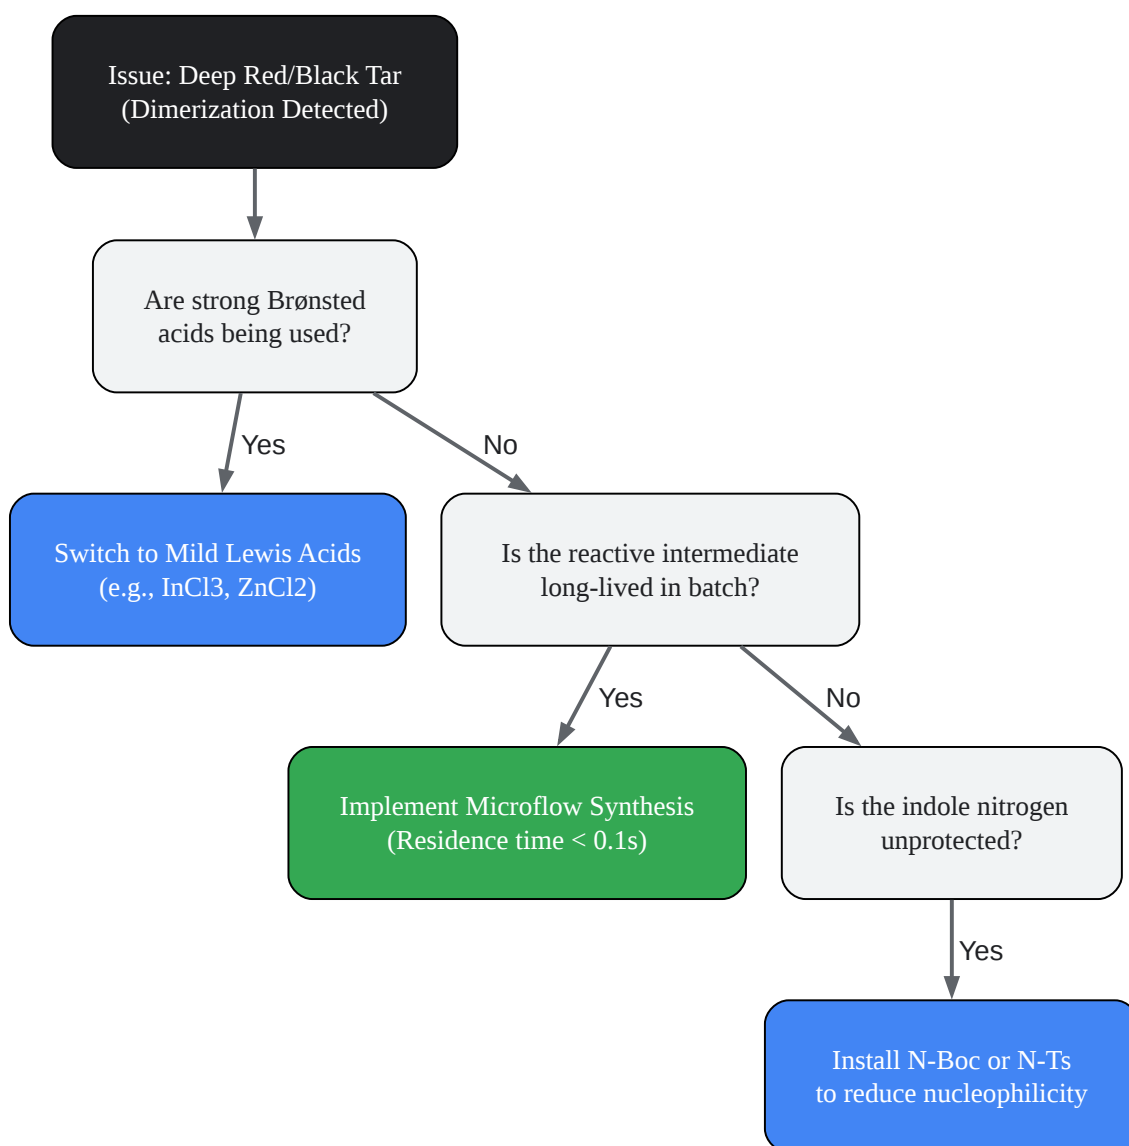 Issue: Deep Red/Black Tar
(Dimerization Detected)
Are strong Brønsted
acids being used?
Yes
No
Switch to Mild Lewis Acids
(e.g., InCl3, ZnCl2)
Is the reactive intermediate
long-lived in batch?
Yes
No
Implement Microflow Synthesis
(Residence time < 0.1s)
Is the indole nitrogen
unprotected?
Yes
Install N-Boc or N-Ts
to reduce nucleophilicity